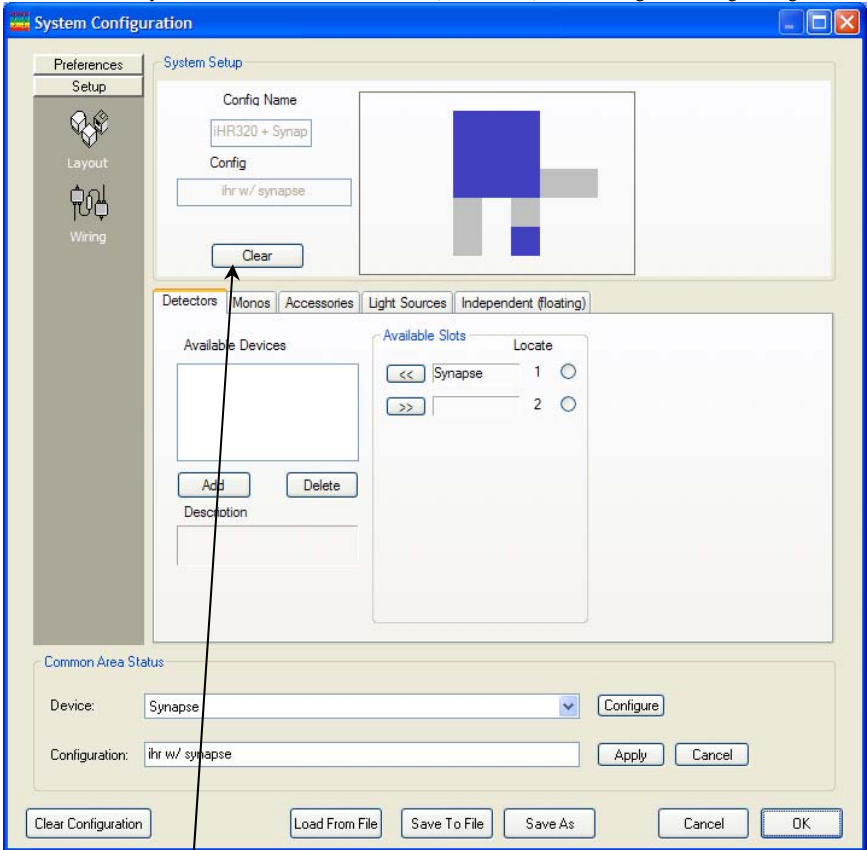 System Configuration
Preferences
Setup
Layout
Wiring
System Setup
Config Name
iHR320 + Synap
Config
ihr w/ synapse
Clear
Detectors Monos Accessories Light Sources Independent (floating)
Available Devices
Add Delete
Description
Available Slots
Locate
<< Synapse 1
>> 2
Common Area Status
Device: Synapse Configure
Configuration: ihr w/ synapse Apply Cancel
Clear Configuration Load From File Save To File Save As Cancel OK